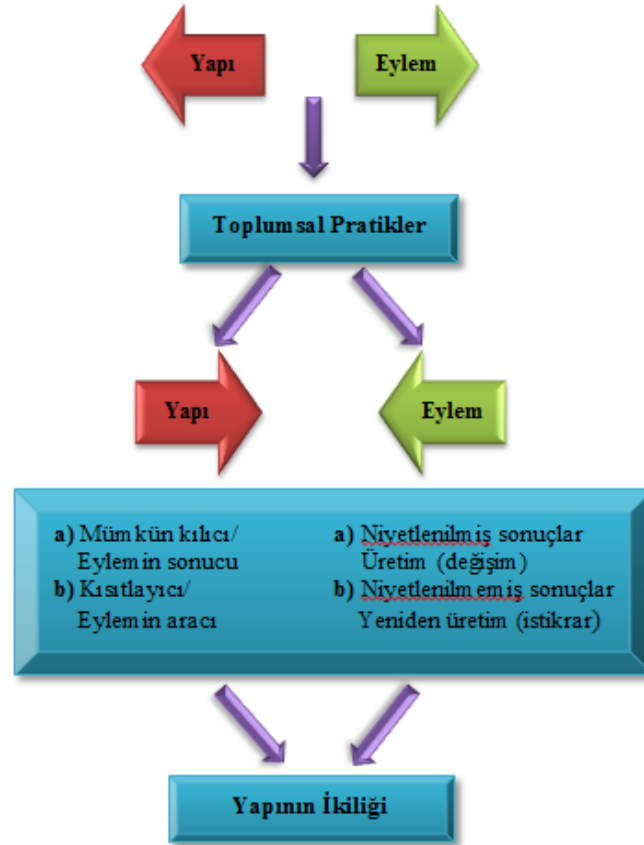 Yapı
Eylem
Toplumsal Pratikler
Yapı
Eylem
a) Mümkün kılıcı/
Eylemin sonucu
b) Kısıtlayıcı/
Eylemin aracı
a) Niyetlenilmiş sonuçlar
Üretim (değişim)
b) Niyetlenilmemiş sonuçlar
Yeniden üretim (istikrar)
Yapının İkiliği